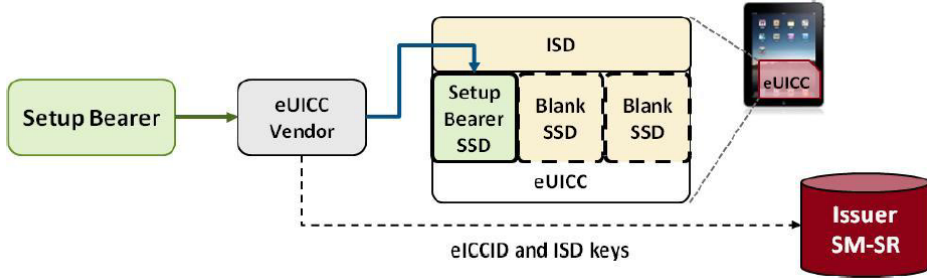 ISD
eUICC
Setup Bearer
eUICC
Vendor
Setup
Bearer
SSD
Blank
SSD
Blank
SSD
eUICC
eICCID and ISD keys
Issuer
SM-SR